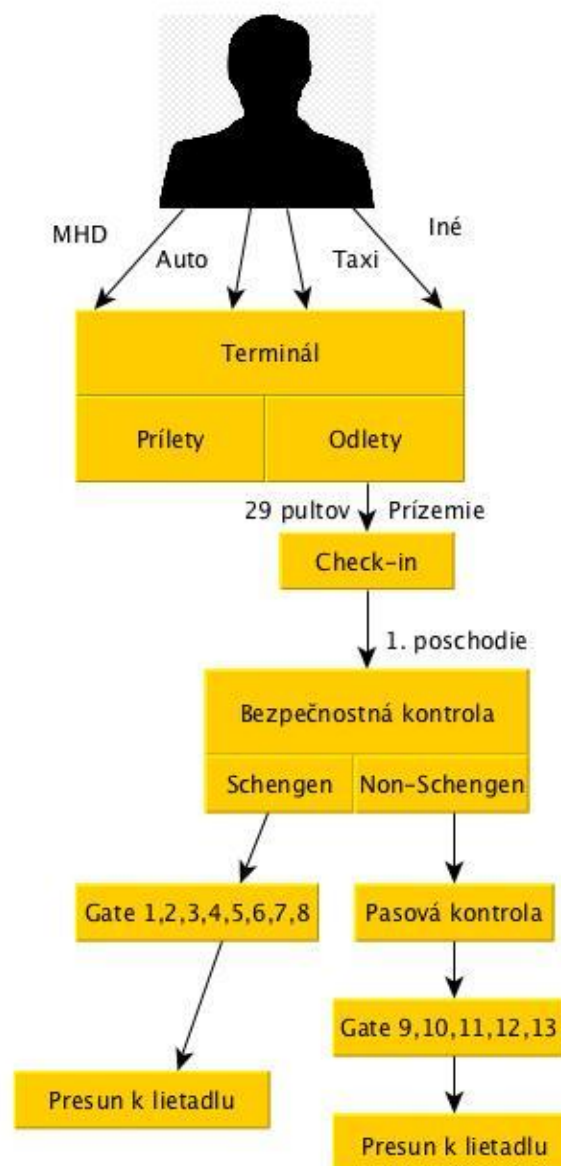 MHD
Auto
Taxi
Iné
Terminál
Prílety
Odlety
29 pultov
Prízemie
Check-in
1. poschodie
Bezpečnostná kontrola
Schengen
Non-Schengen
Gate 1,2,3,4,5,6,7,8
Pasová kontrola
Gate 9,10,11,12,13
Presun k lietadlu
Presun k lietadlu